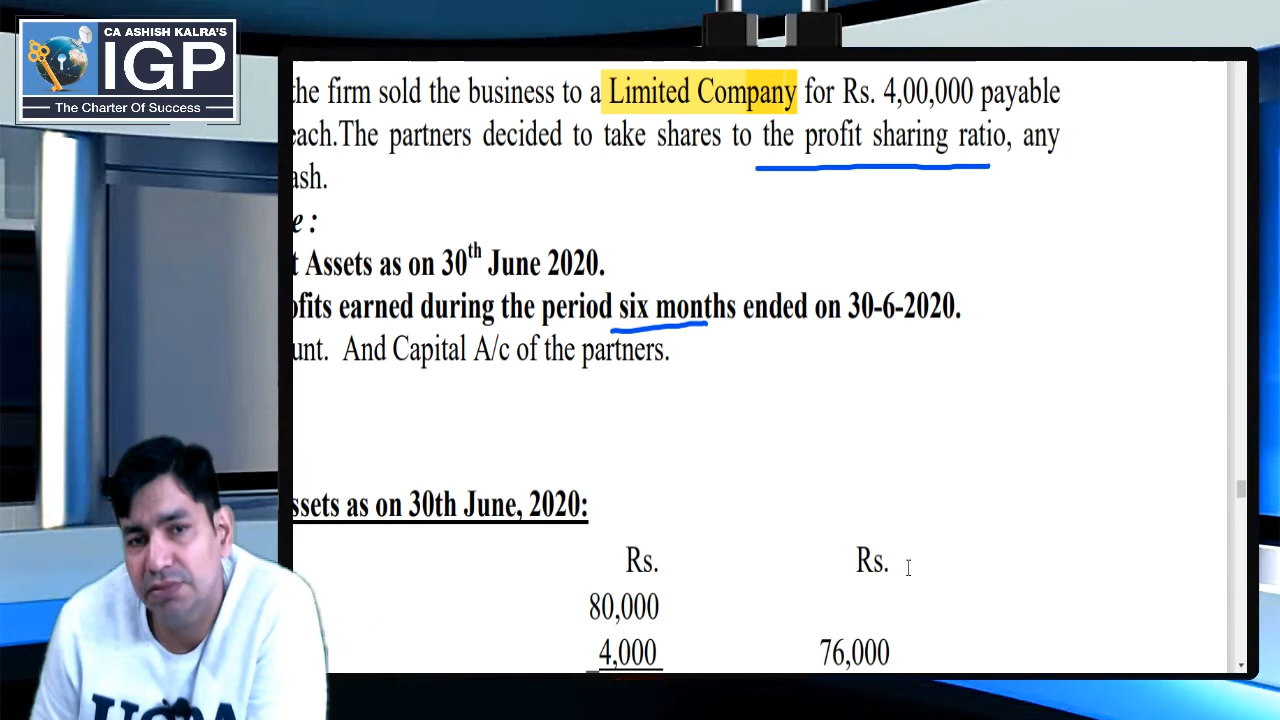 CA ASHISH KALRA'S
IGP
The Charter Of Success
the firm sold the business to a Limited Company for Rs. 4,00,000 payable
each.The partners decided to take shares to the profit sharing ratio, any
ash.
e :
t Assets as on 30th June 2020.
ofits earned during the period six months ended on 30-6-2020.
unt. And Capital A/c of the partners.
ssets as on 30th June, 2020:
Rs. Rs.
80,000
4,000 76,000